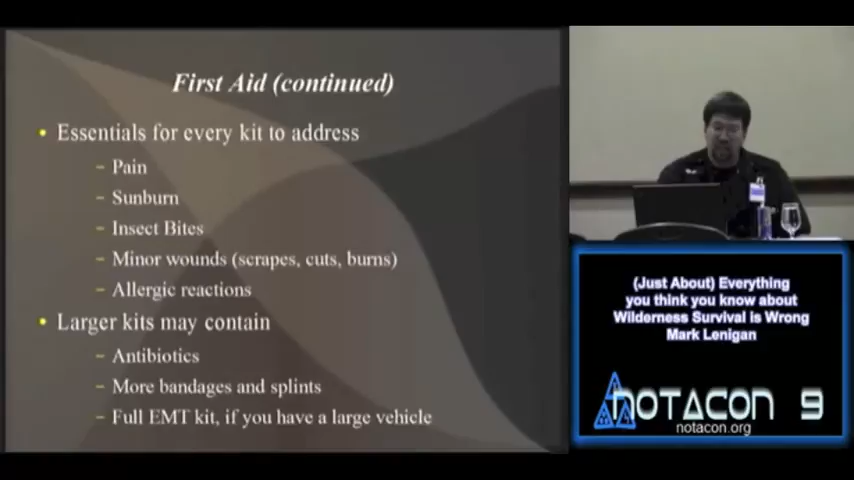 First Aid (continued)
Essentials for every kit to address
– Pain
– Sunburn
– Insect Bites
– Minor wounds (scrapes, cuts, burns)
– Allergic reactions
Larger kits may contain
– Antibiotics
– More bandages and splints
– Full EMT kit, if you have a large vehicle
(Just About) Everything
you think you know about
Wilderness Survival is Wrong
Mark Lenigan
NOTACON 9
notacon.org